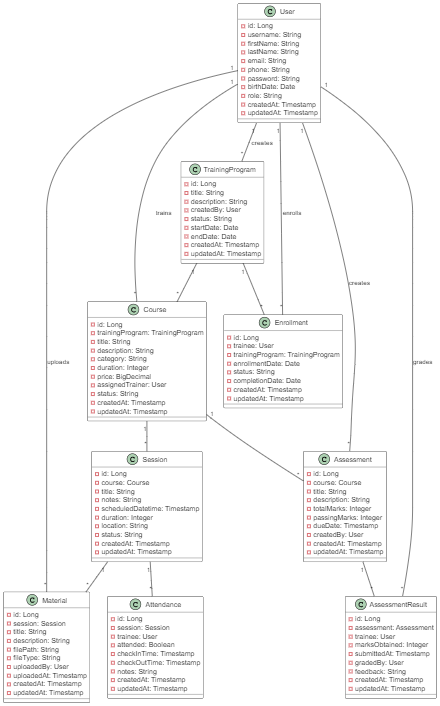 C User
id: Long
username: String
firstName: String
lastName: String
email: String
phone: String
password: String
birthDate: Date
role: String
createdAt: Timestamp
updatedAt: Timestamp
1
1
1
1
1
1
creates
*
C TrainingProgram
id: Long
title: String
description: String
createdBy: User
status: String
startDate: Date
endDate: Date
createdAt: Timestamp
updatedAt: Timestamp
trains
enrolls
1
1
creates
*
*
*
*
C Course
id: Long
trainingProgram: TrainingProgram
title: String
description: String
category: String
duration: Integer
price: BigDecimal
assignedTrainer: User
status: String
createdAt: Timestamp
updatedAt: Timestamp
C Enrollment
id: Long
trainee: User
trainingProgram: TrainingProgram
enrollmentDate: Date
status: String
completionDate: Date
createdAt: Timestamp
updatedAt: Timestamp
uploads
grades
1
1
*
*
*
C Session
id: Long
course: Course
title: String
notes: String
scheduledDatetime: Timestamp
duration: Integer
location: String
status: String
createdAt: Timestamp
updatedAt: Timestamp
C Assessment
id: Long
course: Course
title: String
description: String
totalMarks: Integer
passingMarks: Integer
dueDate: Timestamp
createdBy: User
createdAt: Timestamp
updatedAt: Timestamp
1
1
1
*
*
*
*
*
C Material
id: Long
session: Session
title: String
description: String
filePath: String
fileType: String
uploadedBy: User
uploadedAt: Timestamp
createdAt: Timestamp
updatedAt: Timestamp
C Attendance
id: Long
session: Session
trainee: User
attended: Boolean
checkInTime: Timestamp
checkOutTime: Timestamp
notes: String
createdAt: Timestamp
updatedAt: Timestamp
C AssessmentResult
id: Long
assessment: Assessment
trainee: User
marksObtained: Integer
submittedAt: Timestamp
gradedBy: User
feedback: String
createdAt: Timestamp
updatedAt: Timestamp